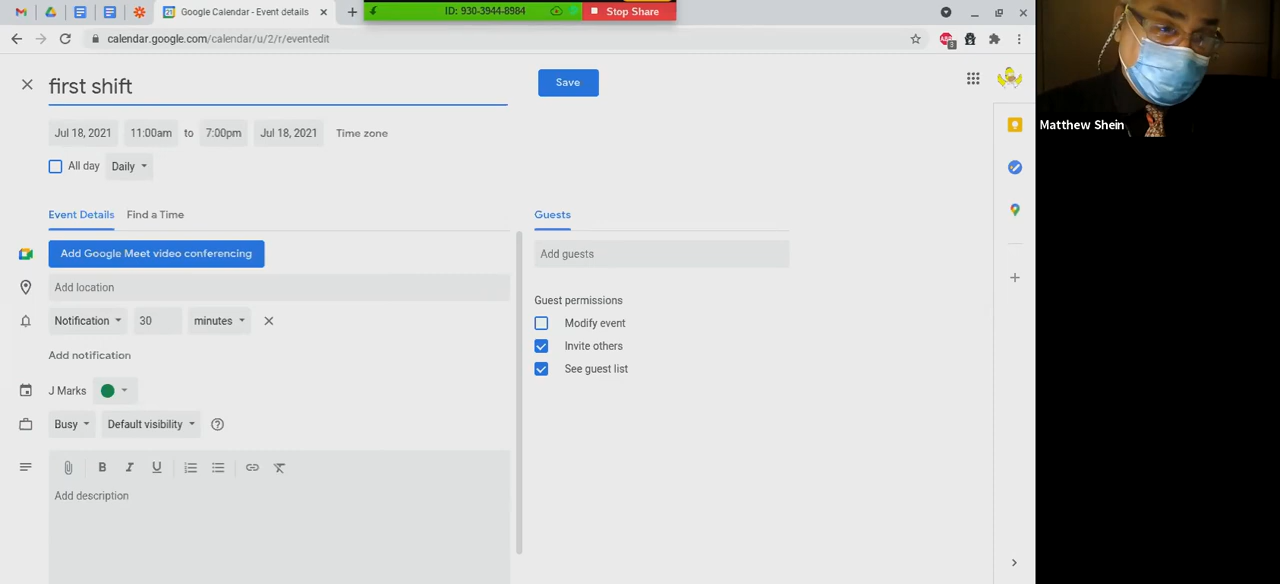 Google Calendar - Event details
ID: 930-3944-8984
Stop Share
calendar.google.com/calendar/u/2/r/eventedit
first shift
Save
Jul 18, 2021 11:00am to 7:00pm Jul 18, 2021 Time zone
All day Daily
Matthew Shein
Event Details Find a Time
Guests
Add Google Meet video conferencing
Add guests
Add location
Guest permissions
Notification 30 minutes
Modify event
Invite others
Add notification
See guest list
J Marks
Busy Default visibility
B I U
Add description